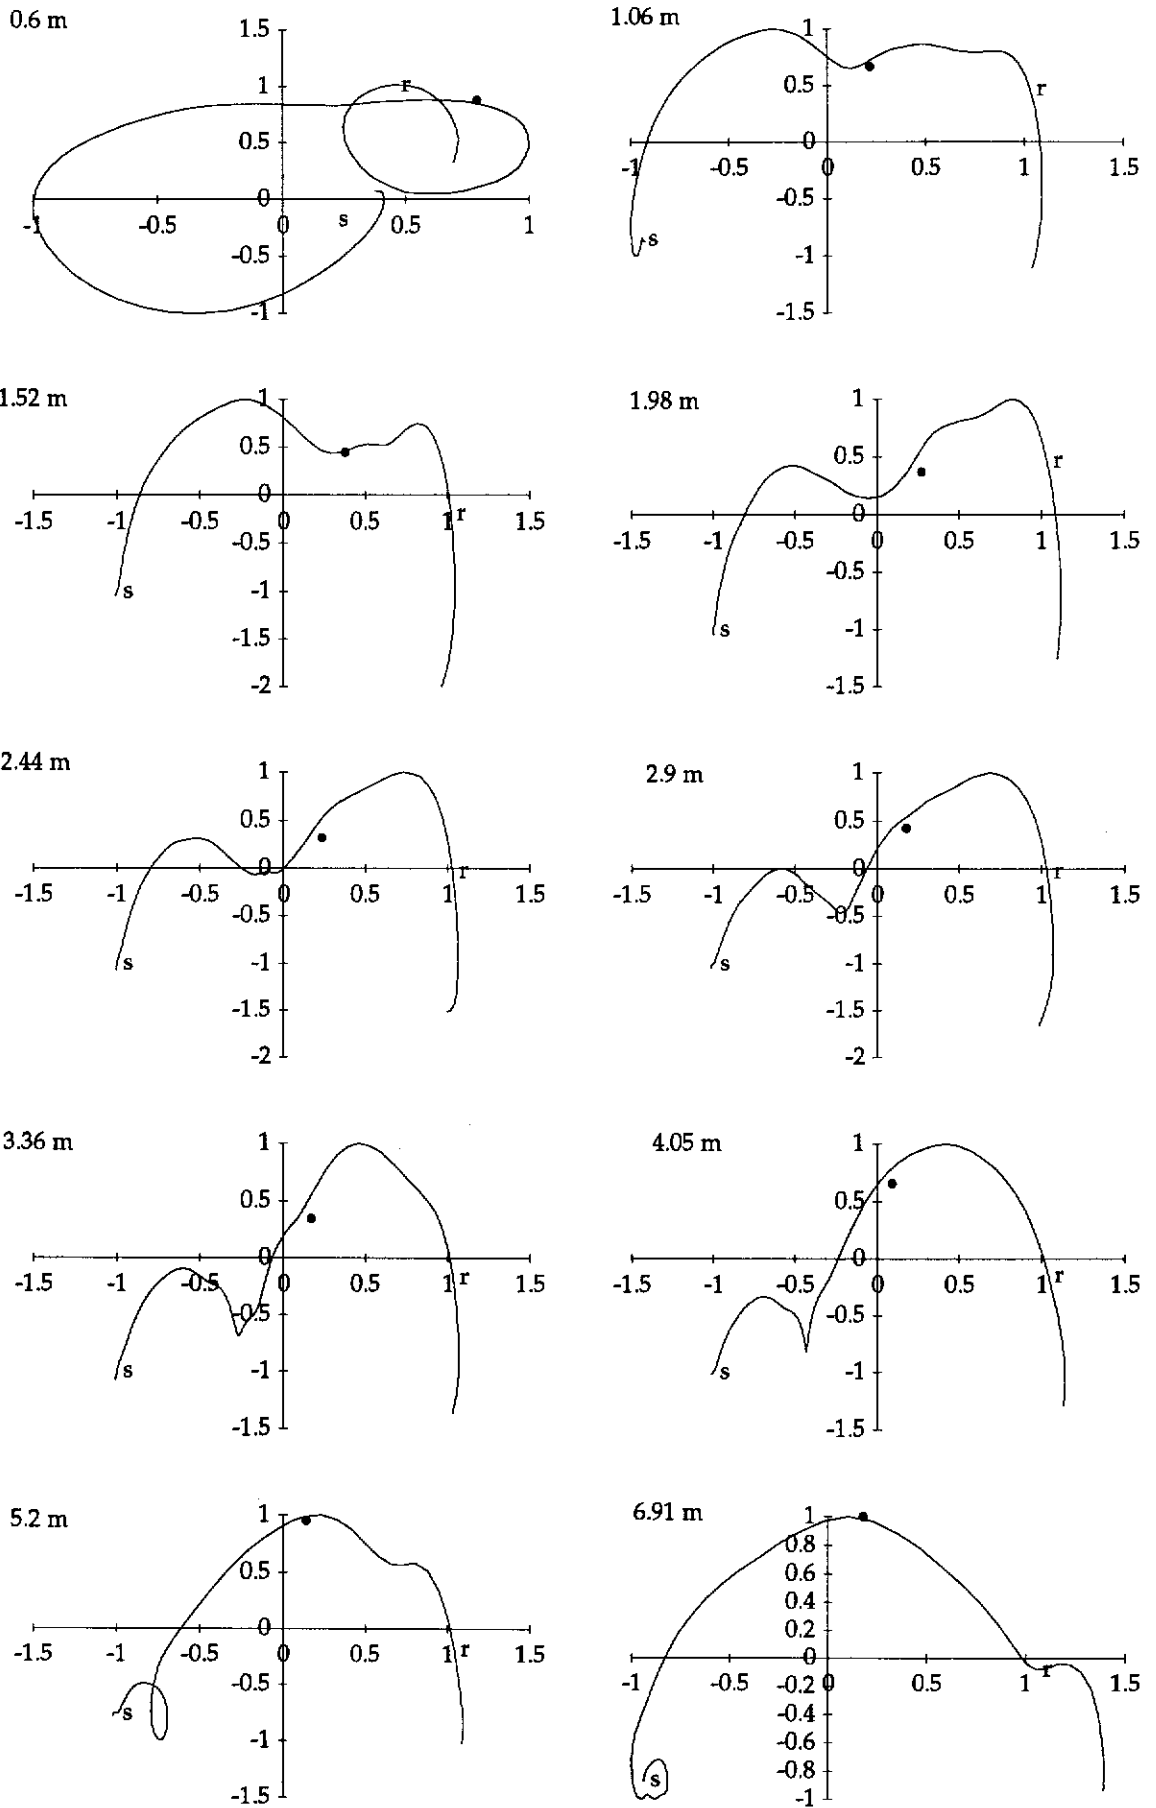 0.6 m
1.5
1
r
0.5
0
-1 -0.5 0 s 0.5 1
-0.5
-1
1.06 m
1
0.5
r
0
-1 -0.5 0 0.5 1 1.5
-0.5
s
-1
-1.5
1.52 m
1
0.5
0
-1.5 -1 -0.5 0 0.5 1 r 1.5
-0.5
s -1
-1.5
-2
1.98 m
1
0.5
r
0
-1.5 -1 -0.5 0 0.5 1 1.5
-0.5
s -1
-1.5
2.44 m
1
0.5
0 r
-1.5 -1 -0.5 0 0.5 1 1.5
-0.5
s -1
-1.5
-2
2.9 m
1
0.5
0 r
-1.5 -1 -0.5 0 0.5 1 1.5
-0.5
s -1
-1.5
-2
3.36 m
1
0.5
0
-1.5 -1 -0.5 0 0.5 1 r 1.5
-0.5
s -1
-1.5
4.05 m
1
0.5
0
-1.5 -1 -0.5 0 0.5 1 r 1.5
-0.5
s -1
-1.5
5.2 m
1
0.5
0
-1.5 -1 -0.5 0 0.5 1 r 1.5
-0.5
s
-1
-1.5
6.91 m
1
0.8
0.6
0.4
0.2
0
-1 -0.5 0 0.5 1 r 1.5
-0.2
-0.4
-0.6
-0.8
s
-1